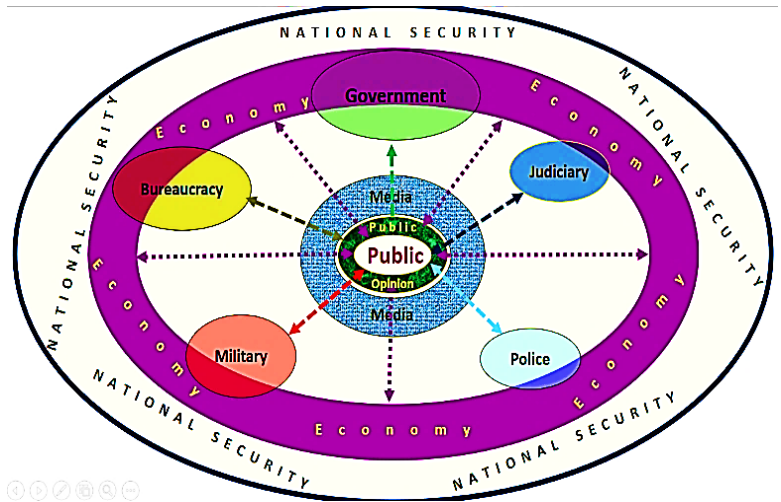 NATIONAL SECURITY
NATIONAL SECURITY
NATIONAL SECURITY
Economy
Government
Economy
Bureaucracy
Judiciary
Media
Public
Public
Opinion
Media
Economy
Economy
Military
Police
Economy
NATIONAL SECURITY
NATIONAL SECURITY